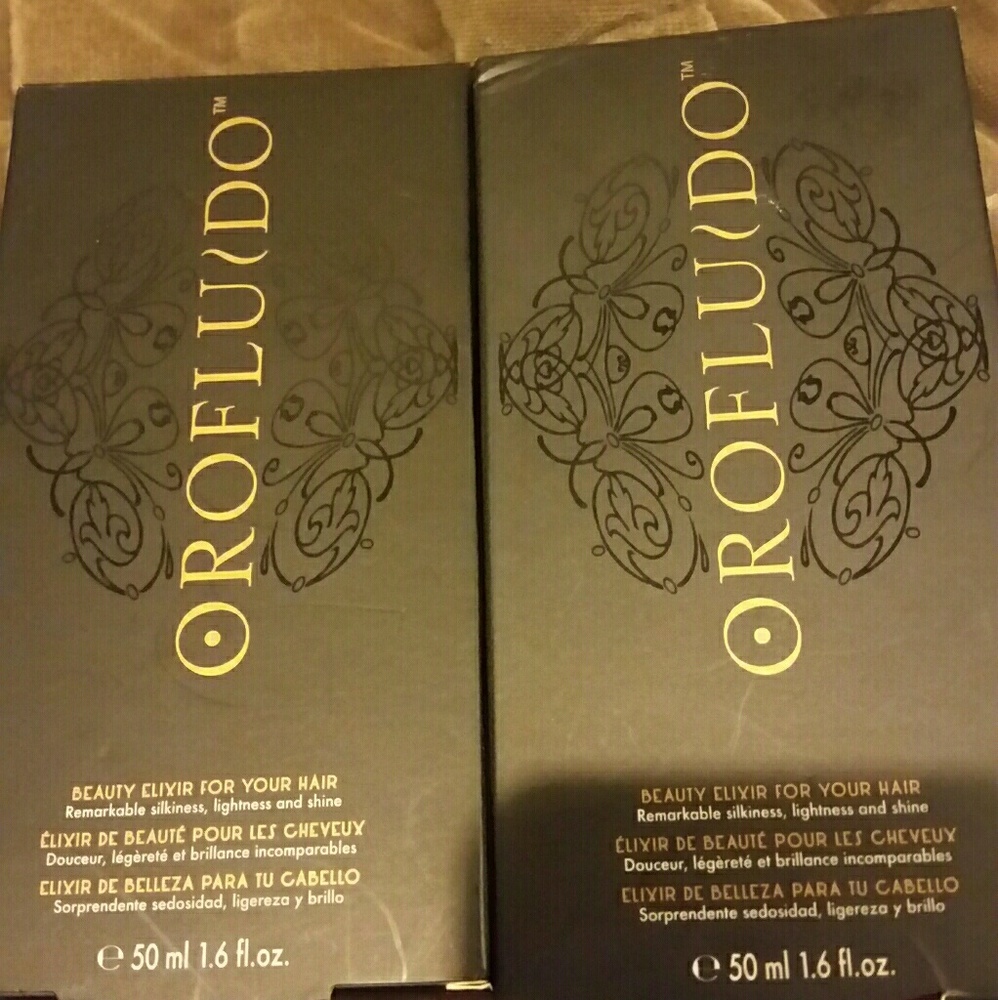 OROFLUIDO™
BEAUTY ELIXIR FOR YOUR HAIR
Remarkable silkiness, lightness and shine
ÉLIXIR DE BEAUTÉ POUR LES CHEVEUX
Douceur, légèreté et brillance incomparables
ELIXIR DE BELLEZA PARA TU CABELLO
Sorprendente sedosidad, ligereza y brillo
℮ 50 ml 1.6 fl.oz.
OROFLUIDO™
BEAUTY ELIXIR FOR YOUR HAIR
Remarkable silkiness, lightness and shine
ÉLIXIR DE BEAUTÉ POUR LES CHEVEUX
Douceur, légèreté et brillance incomparables
ELIXIR DE BELLEZA PARA TU CABELLO
Sorprendente sedosidad, ligereza y brillo
℮ 50 ml 1.6 fl.oz.